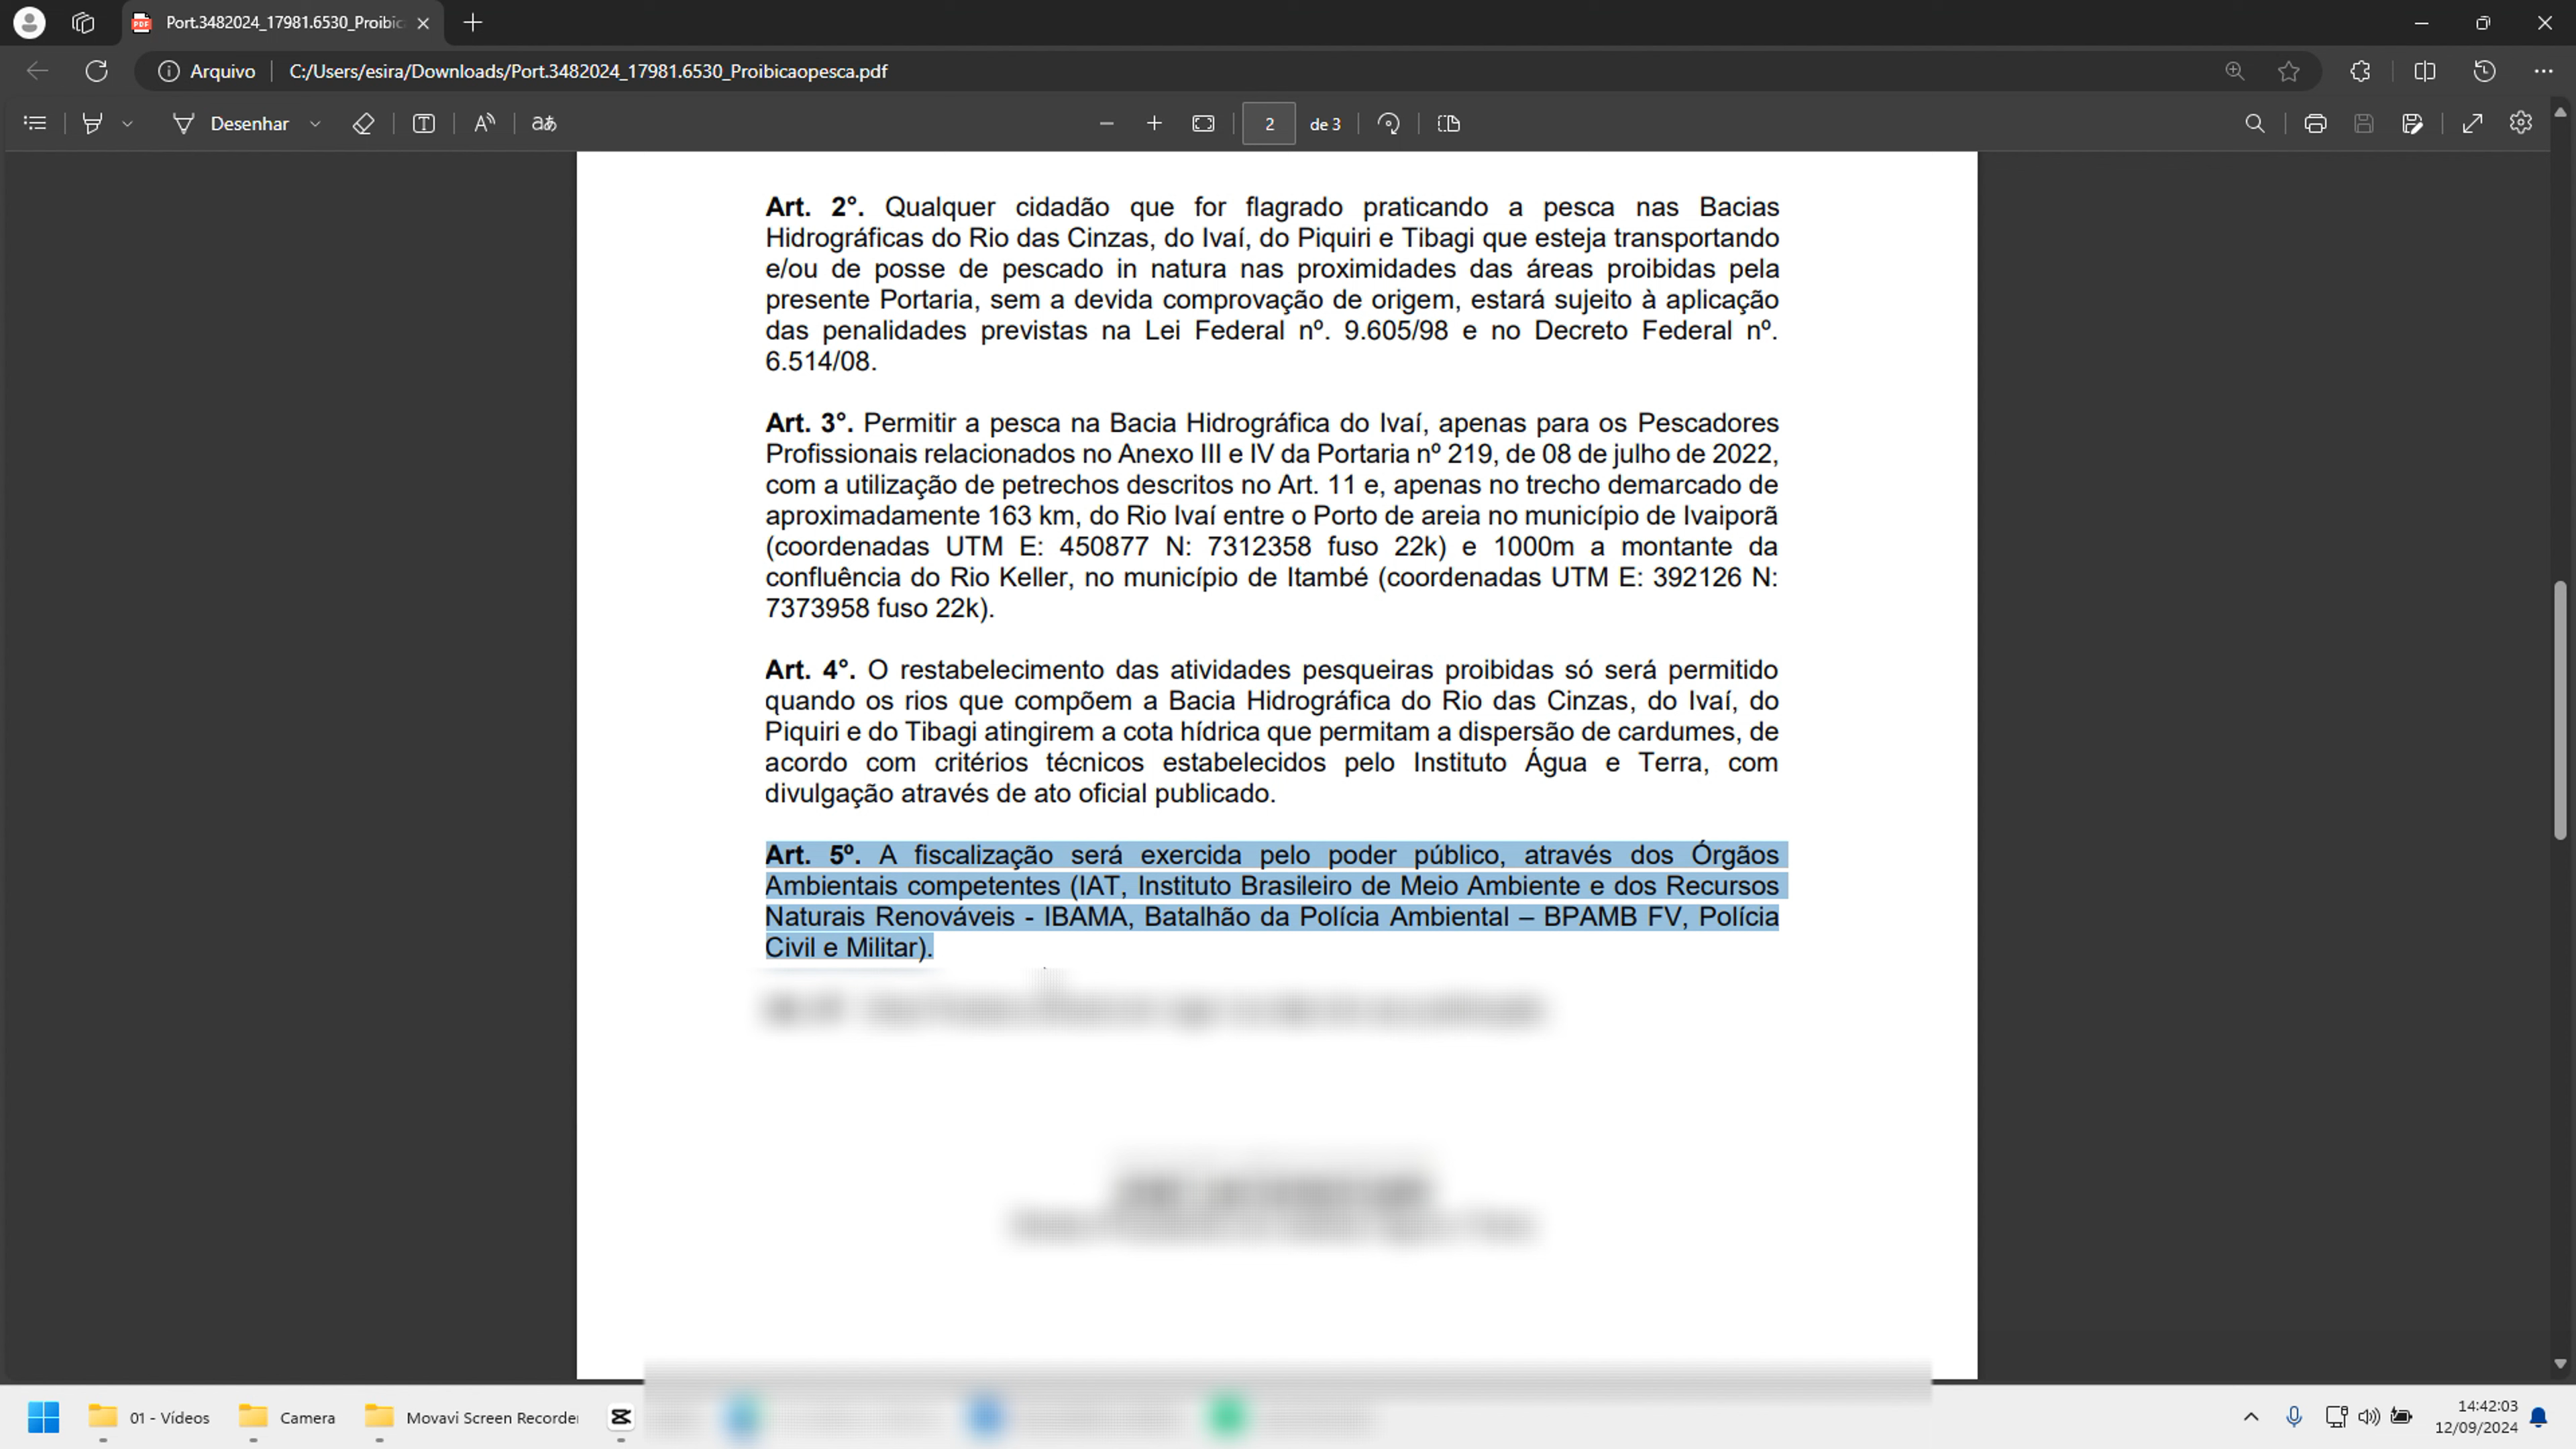 Port.3482024_17981.6530_Proibic
Arquivo
C:/Users/esira/Downloads/Port.3482024_17981.6530_Proibicaopesca.pdf
Desenhar
2 de 3
Art. 2°. Qualquer cidadão que for flagrado praticando a pesca nas Bacias
Hidrográficas do Rio das Cinzas, do Ivaí, do Piquiri e Tibagi que esteja transportando
e/ou de posse de pescado in natura nas proximidades das áreas proibidas pela
presente Portaria, sem a devida comprovação de origem, estará sujeito à aplicação
das penalidades previstas na Lei Federal nº. 9.605/98 e no Decreto Federal nº.
6.514/08.
Art. 3°. Permitir a pesca na Bacia Hidrográfica do Ivaí, apenas para os Pescadores
Profissionais relacionados no Anexo III e IV da Portaria nº 219, de 08 de julho de 2022,
com a utilização de petrechos descritos no Art. 11 e, apenas no trecho demarcado de
aproximadamente 163 km, do Rio Ivaí entre o Porto de areia no município de Ivaiporã
(coordenadas UTM E: 450877 N: 7312358 fuso 22k) e 1000m a montante da
confluência do Rio Keller, no município de Itambé (coordenadas UTM E: 392126 N:
7373958 fuso 22k).
Art. 4°. O restabelecimento das atividades pesqueiras proibidas só será permitido
quando os rios que compõem a Bacia Hidrográfica do Rio das Cinzas, do Ivaí, do
Piquiri e do Tibagi atingirem a cota hídrica que permitam a dispersão de cardumes, de
acordo com critérios técnicos estabelecidos pelo Instituto Água e Terra, com
divulgação através de ato oficial publicado.
Art. 5º. A fiscalização será exercida pelo poder público, através dos Órgãos
Ambientais competentes (IAT, Instituto Brasileiro de Meio Ambiente e dos Recursos
Naturais Renováveis - IBAMA, Batalhão da Polícia Ambiental – BPAMB FV, Polícia
Civil e Militar).
01 - Vídeos
Camera
Movavi Screen Recorder
14:42:03
12/09/2024